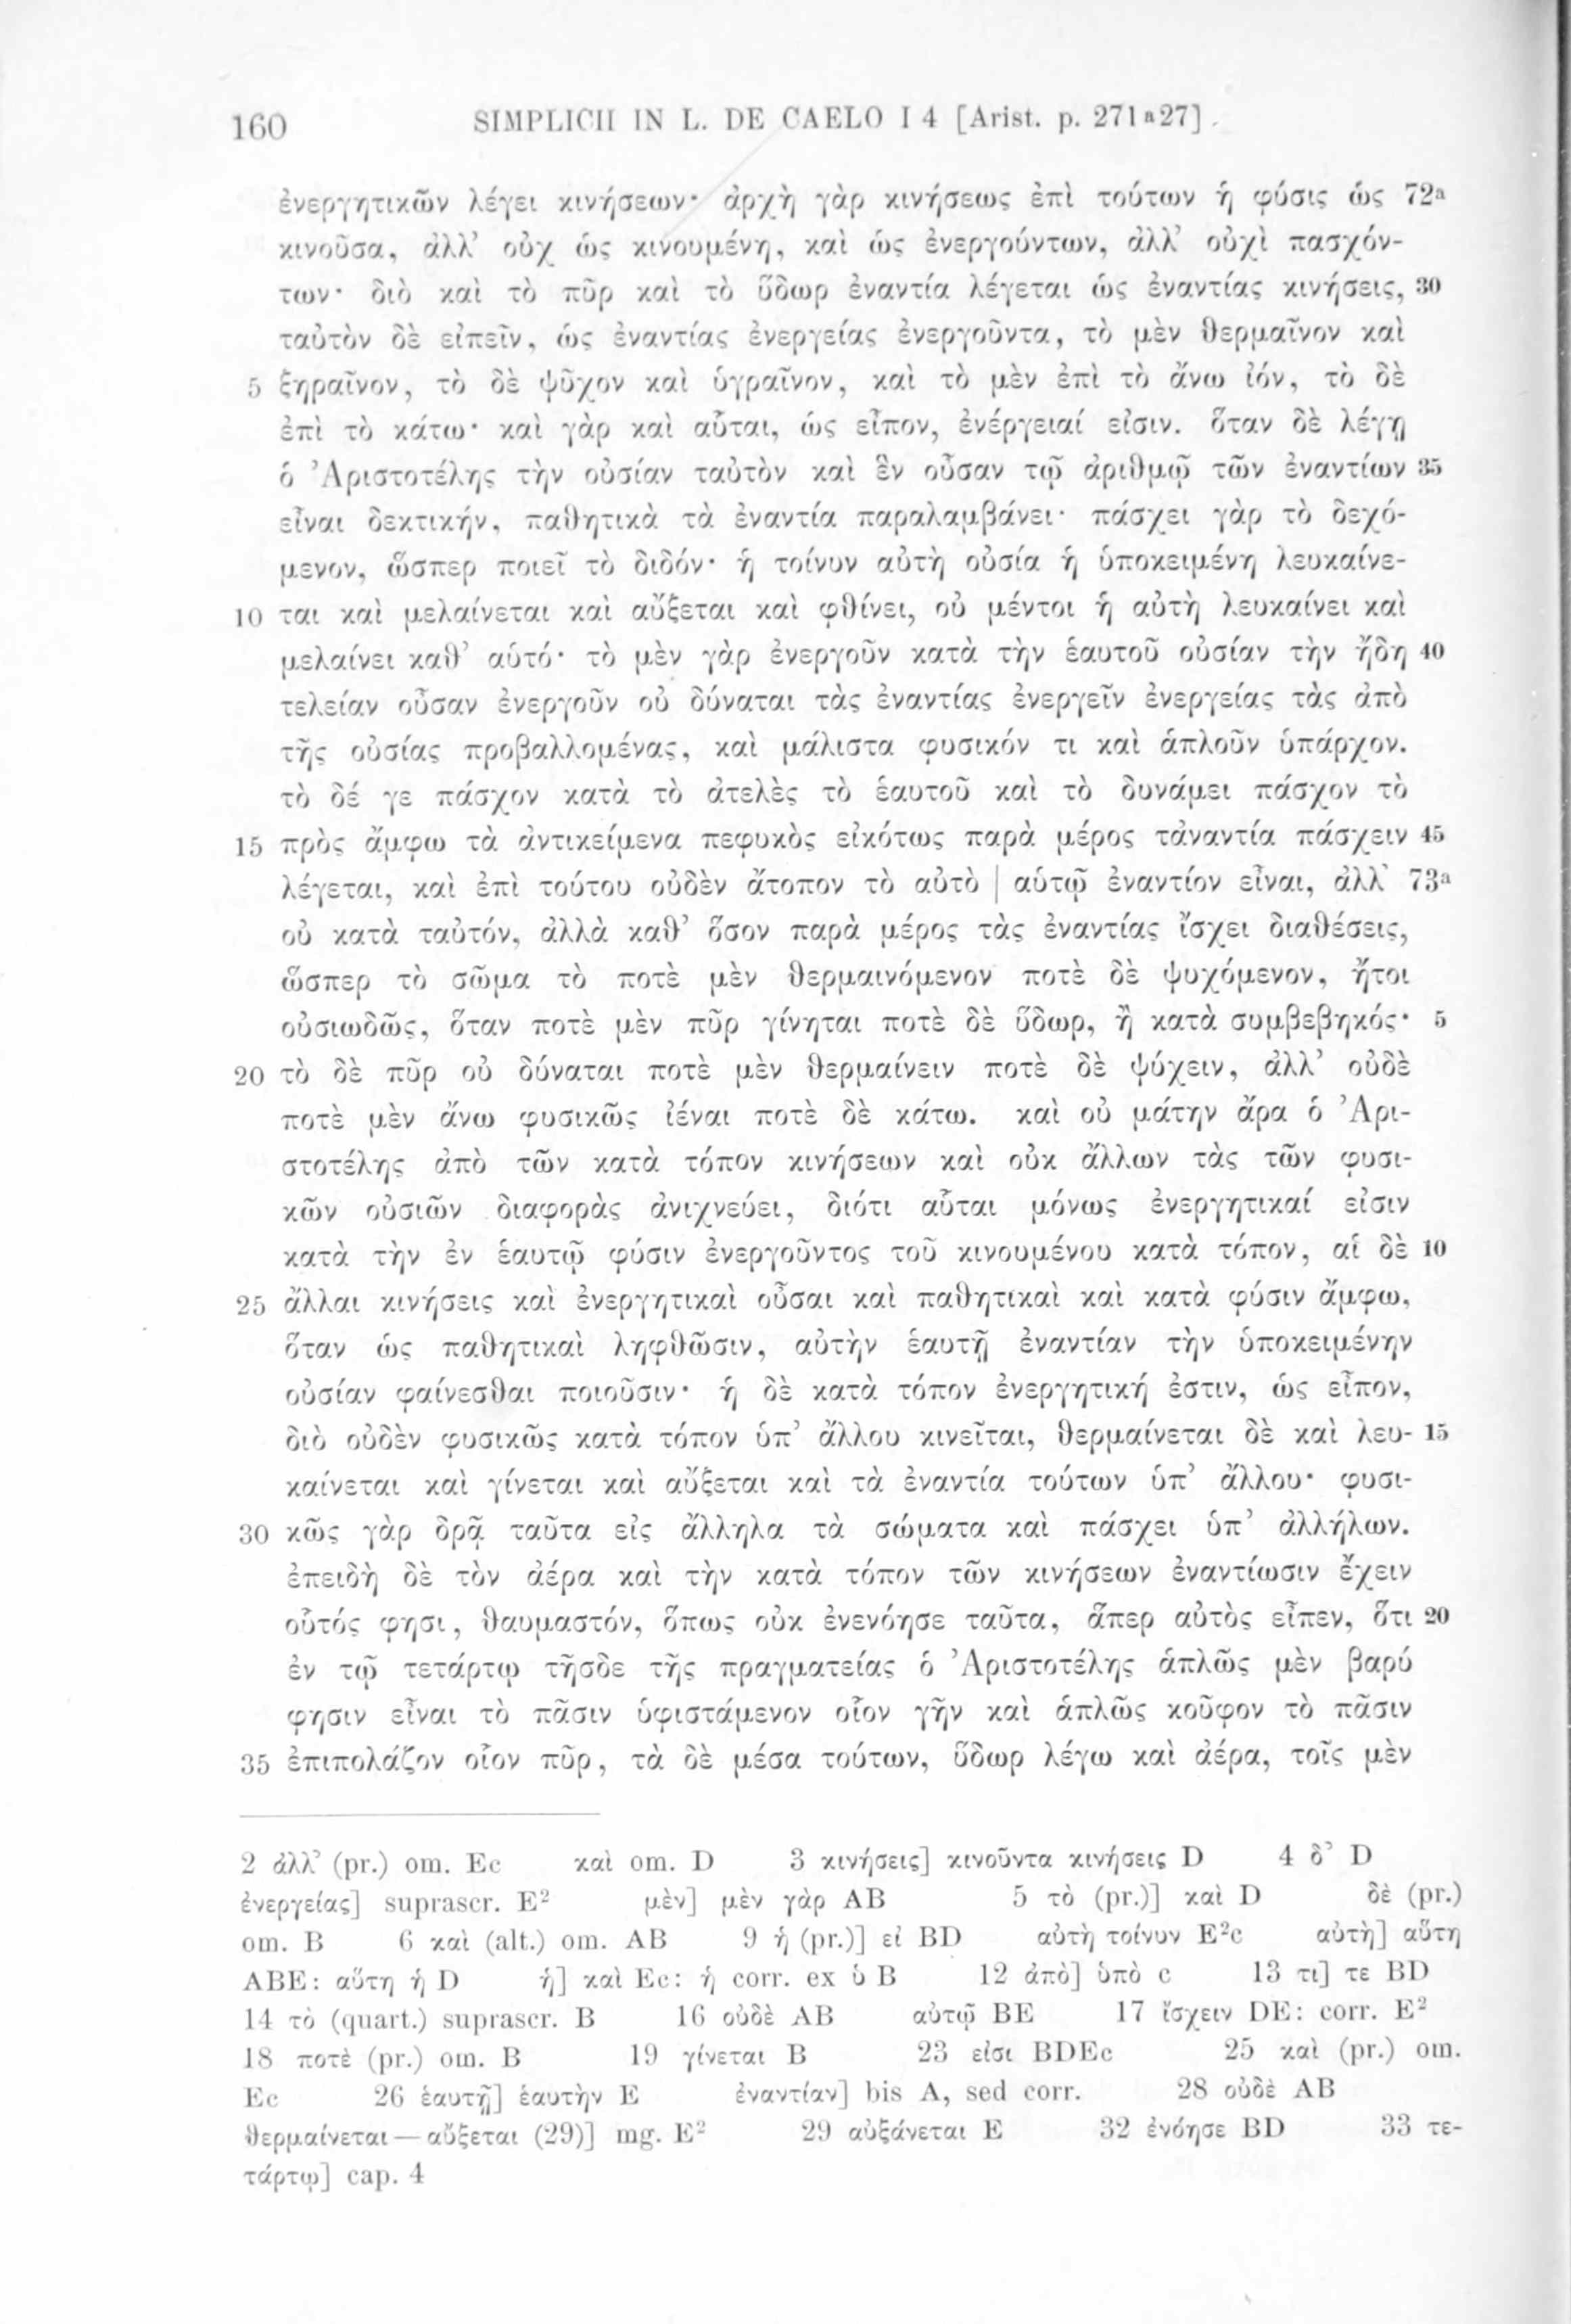 160 SIMPLICII IN L. DE CAELO I 4 [Arist. p. 271a27]
ἐνεργητικῶν λέγει κινήσεων· ἀρχὴ γὰρ κινήσεως ἐπὶ τούτων ἡ φύσις ὡς 72a
κινοῦσα, ἀλλ’ οὐχ ὡς κινουμένη, καὶ ὡς ἐνεργούντων, ἀλλ’ οὐχὶ πασχόν-
των· διὸ καὶ τὸ πῦρ καὶ τὸ ὕδωρ ἐναντία λέγεται ὡς ἐναντίας κινήσεις, 30
ταὐτὸν δὲ εἰπεῖν, ὡς ἐναντίας ἐνεργείας ἐνεργοῦντα, τὸ μὲν θερμαῖνον καὶ
5 ξηραῖνον, τὸ δὲ ψῦχον καὶ ὑγραῖνον, καὶ τὸ μὲν ἐπὶ τὸ ἄνω ἰόν, τὸ δὲ
ἐπὶ τὸ κάτω· καὶ γὰρ καὶ αὗται, ὡς εἶπον, ἐνέργειαί εἰσιν. ὅταν δὲ λέγῃ
ὁ Ἀριστοτέλης τὴν οὐσίαν ταὐτὸν καὶ ἓν οὖσαν τῷ ἀριθμῷ τῶν ἐναντίων 35
εἶναι δεκτικήν, παθητικὰ τὰ ἐναντία παραλαμβάνει· πάσχει γὰρ τὸ δεχό-
μενον, ὥσπερ ποιεῖ τὸ διδόν· ἡ τοίνυν αὐτὴ οὐσία ἡ ὑποκειμένη λευκαίνε-
10 ται καὶ μελαίνεται καὶ αὔξεται καὶ φθίνει, οὐ μέντοι ἡ αὐτὴ λευκαίνει καὶ
μελαίνει καθ’ αὑτό· τὸ μὲν γὰρ ἐνεργοῦν κατὰ τὴν ἑαυτοῦ οὐσίαν τὴν ἤδη 40
τελείαν οὖσαν ἐνεργοῦν οὐ δύναται τὰς ἐναντίας ἐνεργεῖν ἐνεργείας τὰς ἀπὸ
τῆς οὐσίας προβαλλομένας, καὶ μάλιστα φυσικόν τι καὶ ἁπλοῦν ὑπάρχον.
τὸ δέ γε πάσχον κατὰ τὸ ἀτελὲς τὸ ἑαυτοῦ καὶ τὸ δυνάμει πάσχον τὸ
15 πρὸς ἄμφω τὰ ἀντικείμενα πεφυκὸς εἰκότως παρὰ μέρος τἀναντία πάσχειν 45
λέγεται, καὶ ἐπὶ τούτου οὐδὲν ἄτοπον τὸ αὐτὸ | αὑτῷ ἐναντίον εἶναι, ἀλλ’ 73a
οὐ κατὰ ταὐτόν, ἀλλὰ καθ’ ὅσον παρὰ μέρος τὰς ἐναντίας ἴσχει διαθέσεις,
ὥσπερ τὸ σῶμα τὸ ποτὲ μὲν θερμαινόμενον ποτὲ δὲ ψυχόμενον, ἤτοι
οὐσιωδῶς, ὅταν ποτὲ μὲν πῦρ γίνηται ποτὲ δὲ ὕδωρ, ἢ κατὰ συμβεβηκός· 5
20 τὸ δὲ πῦρ οὐ δύναται ποτὲ μὲν θερμαίνειν ποτὲ δὲ ψύχειν, ἀλλ’ οὐδὲ
ποτὲ μὲν ἄνω φυσικῶς ἰέναι ποτὲ δὲ κάτω. καὶ οὐ μάτην ἄρα ὁ Ἀρι-
στοτέλης ἀπὸ τῶν κατὰ τόπον κινήσεων καὶ οὐκ ἄλλων τὰς τῶν φυσι-
κῶν οὐσιῶν διαφορὰς ἀνιχνεύει, διότι αὗται μόνως ἐνεργητικαί εἰσιν
κατὰ τὴν ἐν ἑαυτῷ φύσιν ἐνεργοῦντος τοῦ κινουμένου κατὰ τόπον, αἱ δὲ 10
25 ἄλλαι κινήσεις καὶ ἐνεργητικαὶ οὖσαι καὶ παθητικαὶ καὶ κατὰ φύσιν ἄμφω,
ὅταν ὡς παθητικαὶ ληφθῶσιν, αὐτὴν ἑαυτῇ ἐναντίαν τὴν ὑποκειμένην
οὐσίαν φαίνεσθαι ποιοῦσιν· ἡ δὲ κατὰ τόπον ἐνεργητική ἐστιν, ὡς εἶπον,
διὸ οὐδὲν φυσικῶς κατὰ τόπον ὑπ’ ἄλλου κινεῖται, θερμαίνεται δὲ καὶ λευ- 15
καίνεται καὶ γίνεται καὶ αὔξεται καὶ τὰ ἐναντία τούτων ὑπ’ ἄλλου· φυσι-
30 κῶς γὰρ δρᾷ ταῦτα εἰς ἄλληλα τὰ σώματα καὶ πάσχει ὑπ’ ἀλλήλων.
ἐπειδὴ δὲ τὸν ἀέρα καὶ τὴν κατὰ τόπον τῶν κινήσεων ἐναντίωσιν ἔχειν
οὗτός φησι, θαυμαστόν, ὅπως οὐκ ἐνενόησε ταῦτα, ἅπερ αὐτὸς εἶπεν, ὅτι 20
ἐν τῷ τετάρτῳ τῆσδε τῆς πραγματείας ὁ Ἀριστοτέλης ἁπλῶς μὲν βαρύ
φησιν εἶναι τὸ πᾶσιν ὑφιστάμενον οἷον γῆν καὶ ἁπλῶς κοῦφον τὸ πᾶσιν
35 ἐπιπολάζον οἷον πῦρ, τὰ δὲ μέσα τούτων, ὕδωρ λέγω καὶ ἀέρα, τοῖς μὲν
2 ἀλλ’ (pr.) om. Ec καὶ om. D 3 κινήσεις] κινοῦντα κινήσεις D 4 δ’ D
ἐνεργείας] suprascr. E² μὲν] μὲν γὰρ AB 5 τὸ (pr.)] καὶ D δὲ (pr.)
om. B 6 καὶ (alt.) om. AB 9 ἡ (pr.)] εἰ BD αὐτὴ τοίνυν E²c αὐτὴ] αὕτη
ABE: αὕτη ἡ D ἡ] καὶ Ec: ἡ corr. ex ὁ B 12 ἀπὸ] ὑπὸ c 13 τι] τε BD
14 τὸ (quart.) suprascr. B 16 οὐδὲ AB αὐτῷ BE 17 ἴσχειν DE: corr. E²
18 ποτὲ (pr.) om. B 19 γίνεται B 23 εἰσι BDEc 25 καὶ (pr.) om.
Ec 26 ἑαυτῇ] ἑαυτὴν E ἐναντίαν] bis A, sed corr. 28 οὐδὲ AB
θερμαίνεται — αὔξεται (29)] mg. E² 29 αὐξάνεται E 32 ἐνόησε BD 33 τε-
τάρτῳ] cap. 4